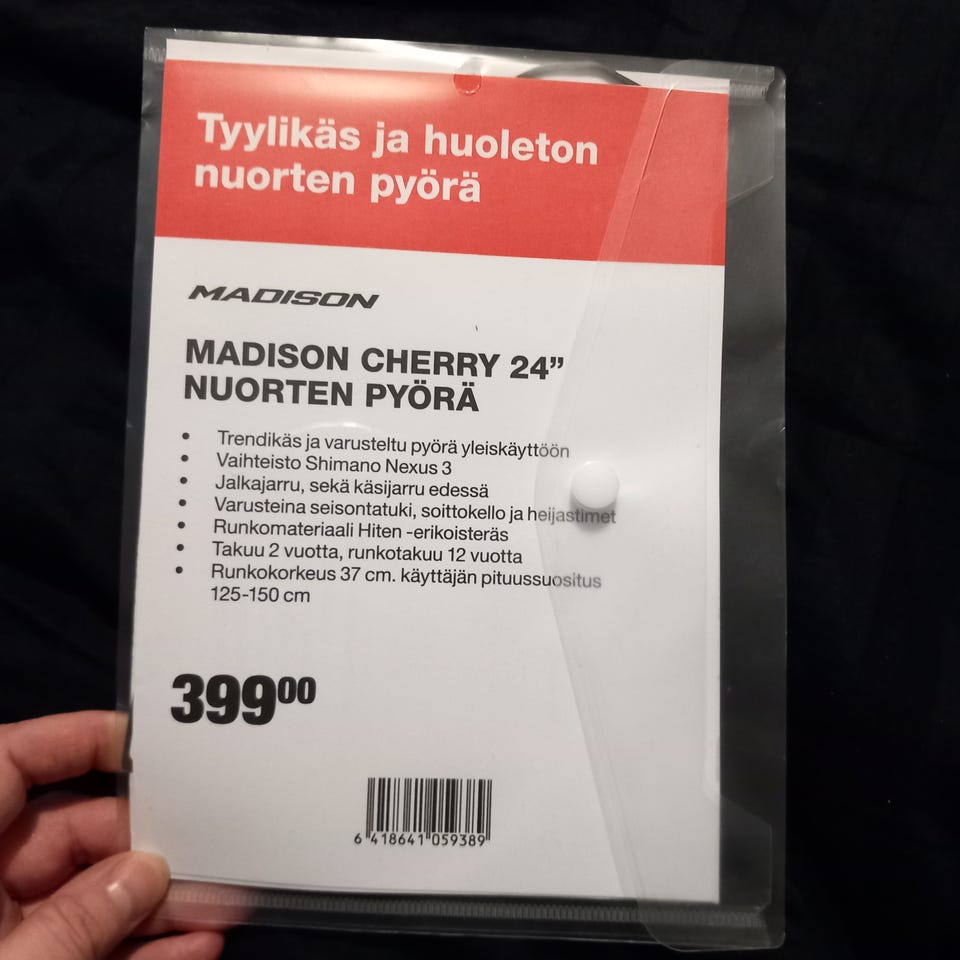 Tyylikäs ja huoleton
nuorten pyörä
MADISON
MADISON CHERRY 24”
NUORTEN PYÖRÄ
• Trendikäs ja varusteltu pyörä yleiskäyttöön
• Vaihteisto Shimano Nexus 3
• Jalkajarru, sekä käsijarru edessä
• Varusteina seisontatuki, soittokello ja heijastimet
• Runkomateriaali Hiten -erikoisteräs
• Takuu 2 vuotta, runkotakuu 12 vuotta
• Runkokorkeus 37 cm. käyttäjän pituussuositus
125-150 cm
39900
6 418641 059389